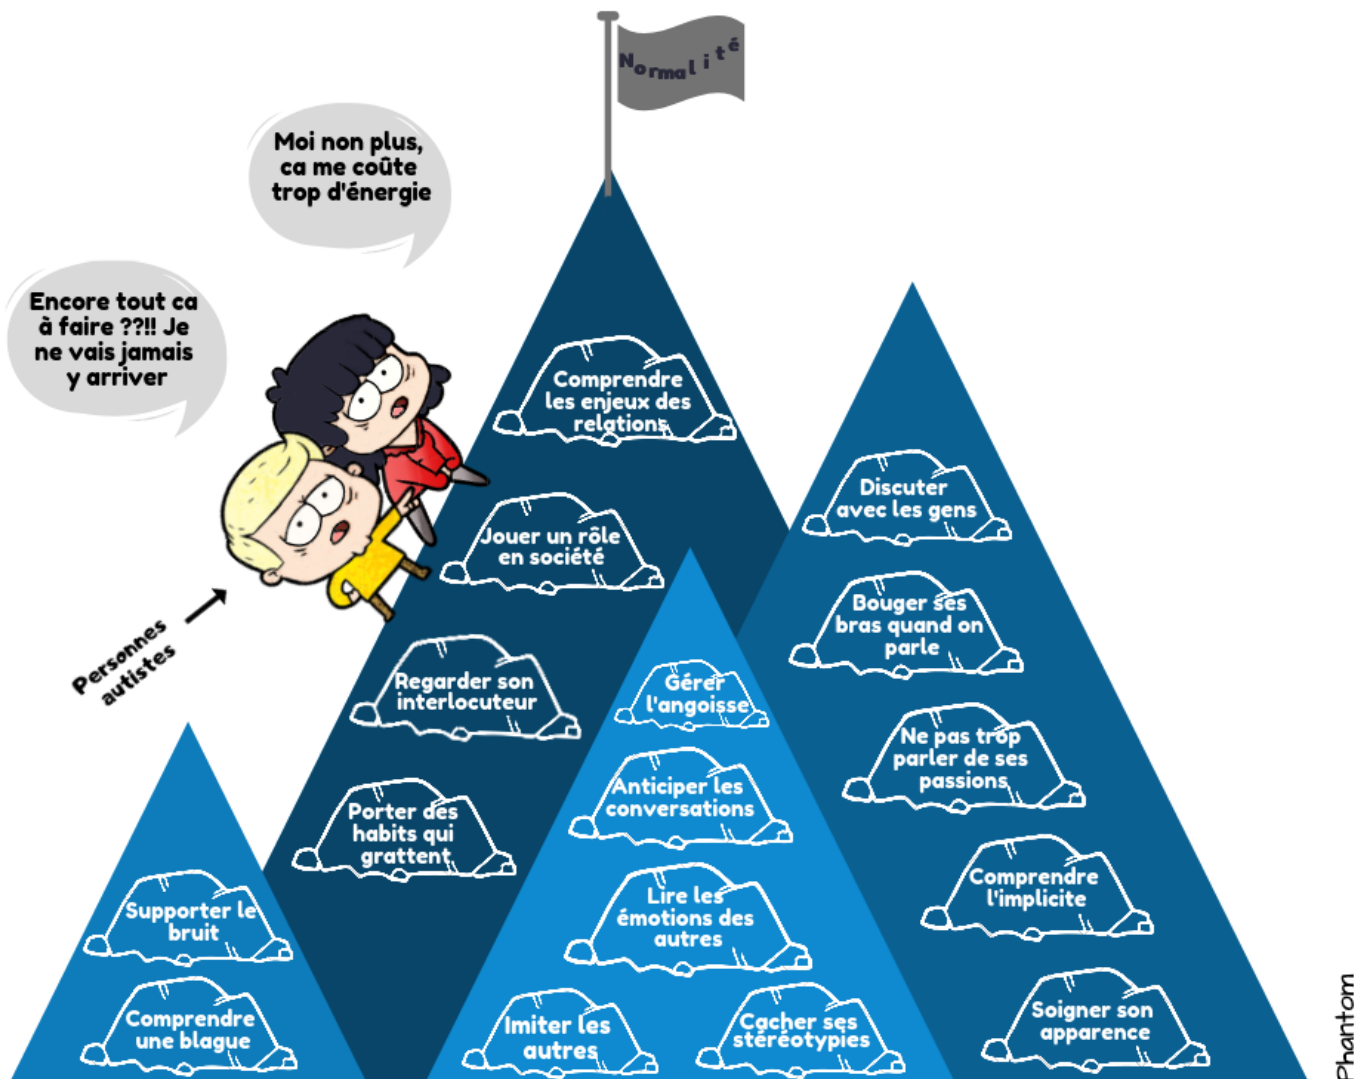 Normalité
Moi non plus,
ca me coûte
trop d'énergie
Encore tout ca
à faire ??!! Je
ne vais jamais
y arriver
Personnes
autistes
Comprendre
les enjeux des
relations
Jouer un rôle
en société
Regarder son
interlocuteur
Porter des
habits qui
grattent
Discuter
avec les gens
Bouger ses
bras quand on
parle
Ne pas trop
parler de ses
passions
Comprendre
l'implicite
Soigner son
apparence
Gérer
l'angoisse
Anticiper les
conversations
Lire les
émotions des
autres
Imiter les
autres
Cacher ses
stéréotypies
Supporter le
bruit
Comprendre
une blague
Phantom